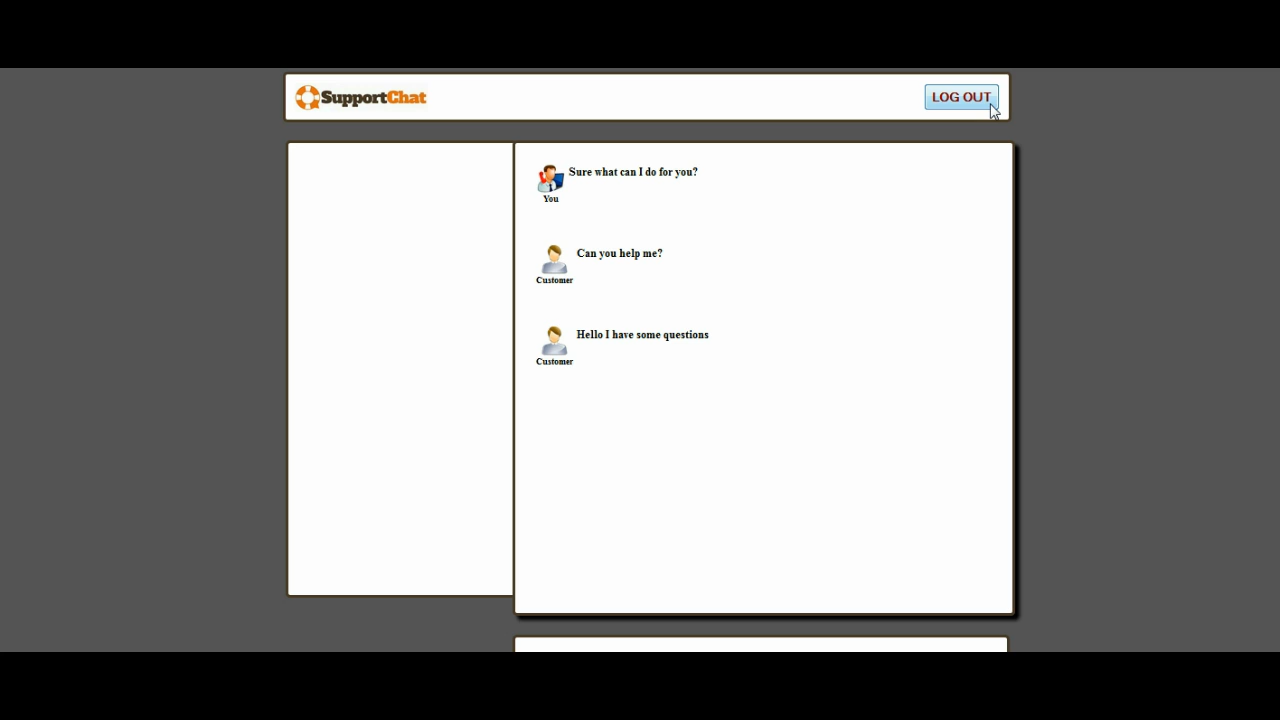 SupportChat
LOG OUT
Sure what can I do for you?
You
Can you help me?
Customer
Hello I have some questions
Customer